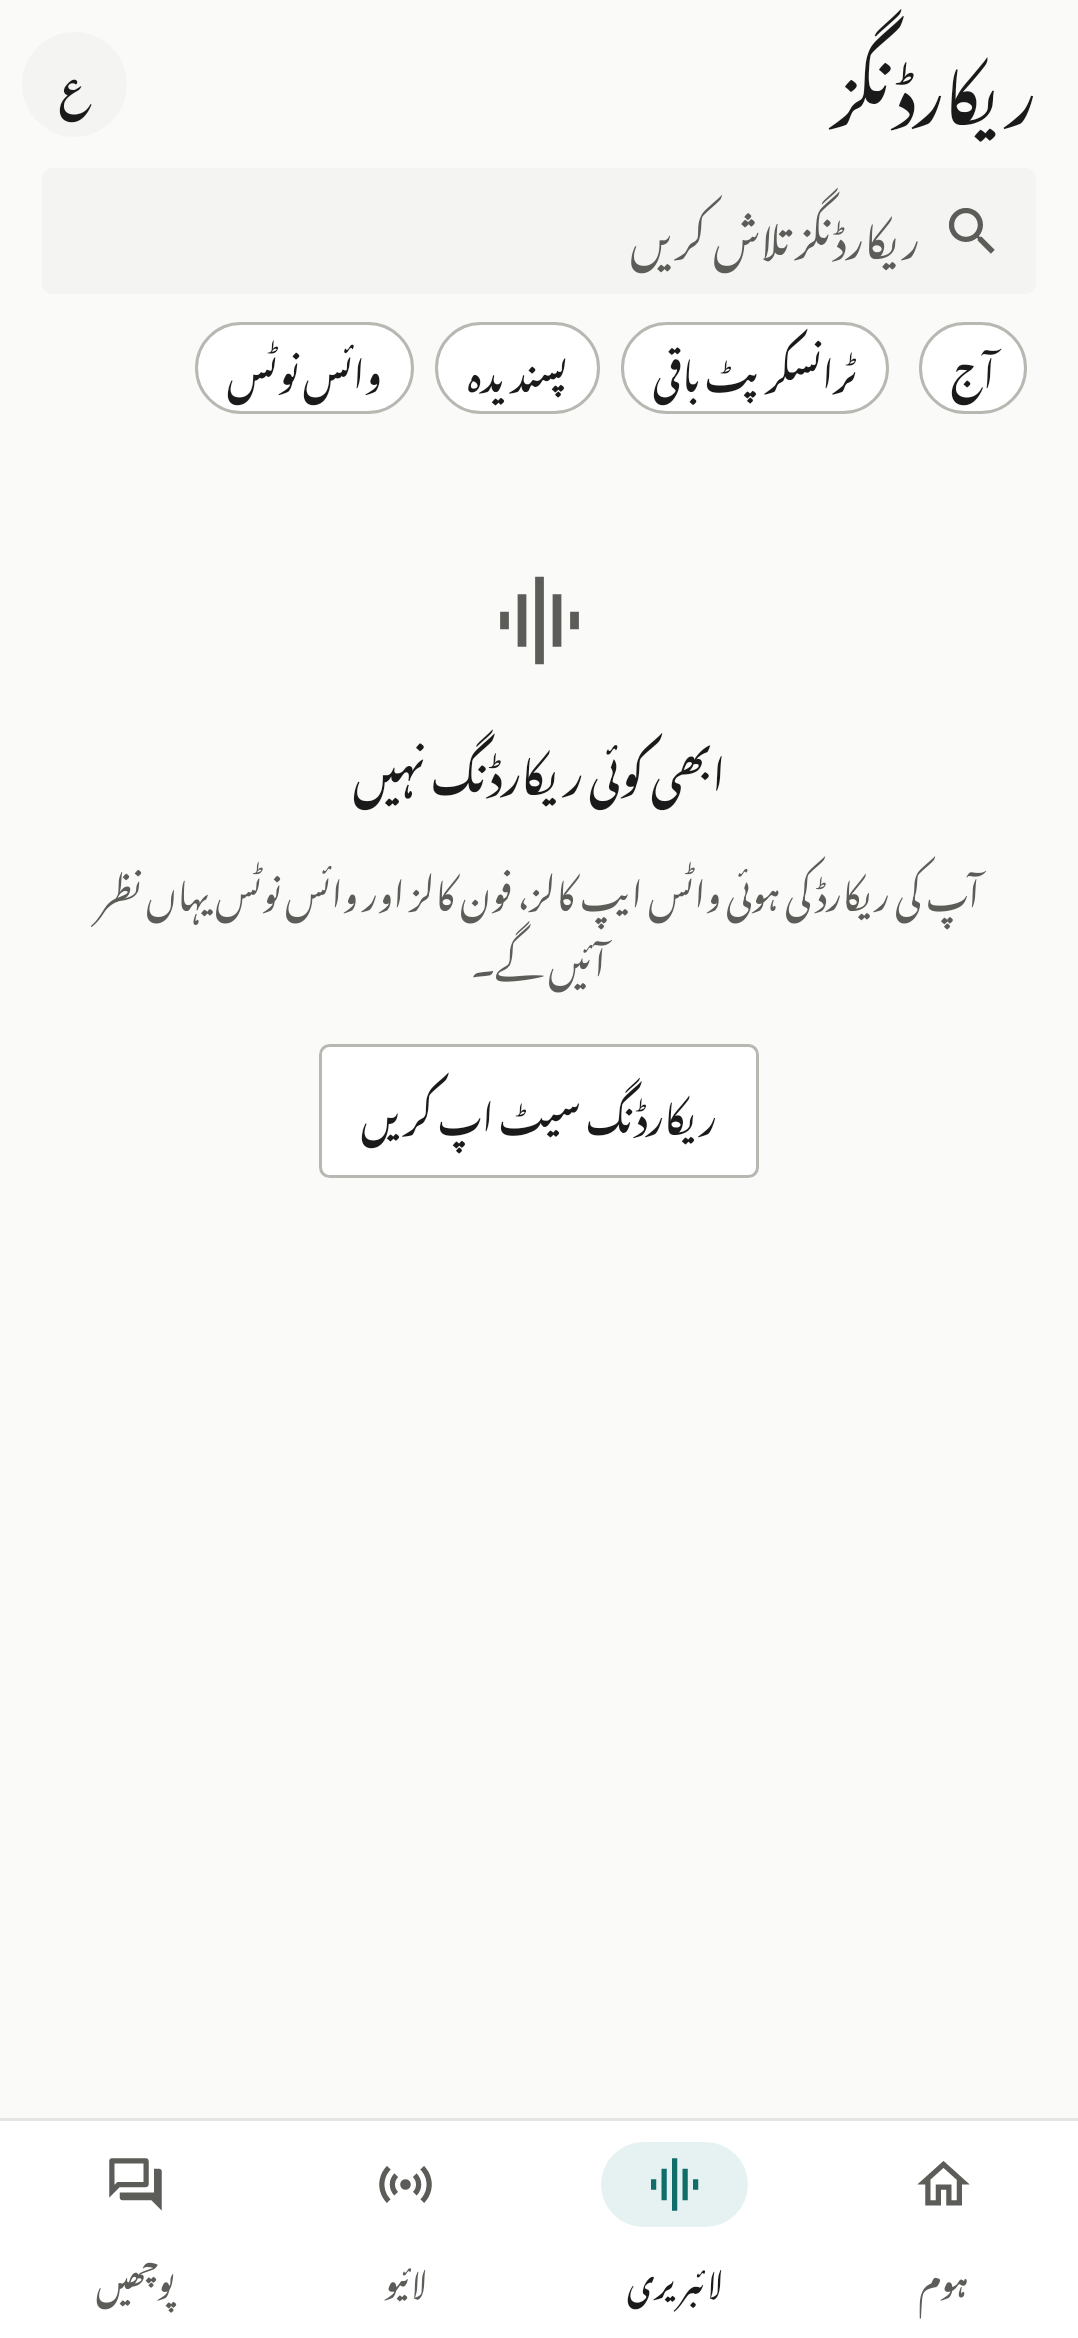 ریکارڈنگز
ع
ریکارڈنگز تلاش کریں
آج
ٹرانسکرپٹ باقی
پسندیدہ
وائس نوٹس
ابھی کوئی ریکارڈنگ نہیں
آپ کی ریکارڈ کی ہوئی واٹس ایپ کالز، فون کالز اور وائس نوٹس یہاں نظر
آئیں گے۔
ریکارڈنگ سیٹ اپ کریں
ہوم
لائبریری
لائیو
پوچھیں